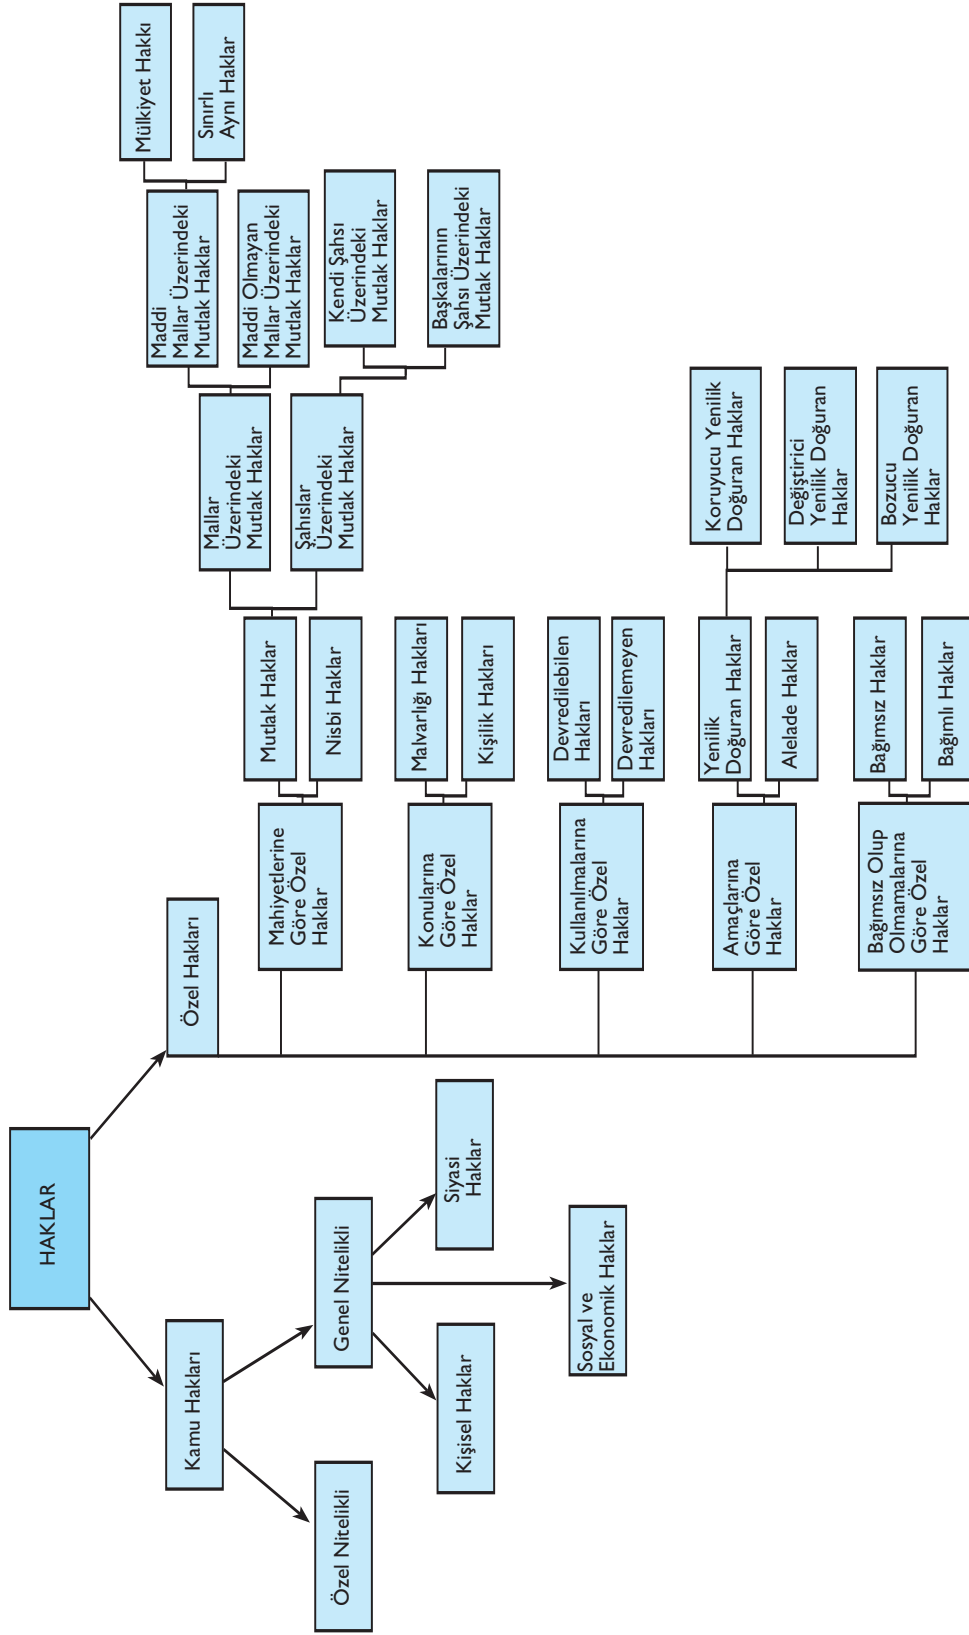 HAKLAR
Kamu Hakları
Özel Nitelikli
Genel Nitelikli
Kişisel Haklar
Sosyal ve
Ekonomik Haklar
Siyasi
Haklar
Özel Hakları
Mahiyetlerine
Göre Özel
Haklar
Mutlak Haklar
Mallar
Üzerindeki
Mutlak Haklar
Maddi
Mallar Üzerindeki
Mutlak Haklar
Mülkiyet Hakkı
Sınırlı
Aynı Haklar
Maddi Olmayan
Mallar Üzerindeki
Mutlak Haklar
Şahıslar
Üzerindeki
Mutlak Haklar
Kendi Şahsı
Üzerindeki
Mutlak Haklar
Başkalarının
Şahsı Üzerindeki
Mutlak Haklar
Nisbi Haklar
Konularına
Göre Özel
Haklar
Malvarlığı Hakları
Kişilik Hakları
Kullanılmalarına
Göre Özel
Haklar
Devredilebilen
Hakları
Devredilemeyen
Hakları
Amaçlarına
Göre Özel
Haklar
Yenilik
Doğuran Haklar
Koruyucu Yenilik
Doğuran Haklar
Değiştirici
Yenilik Doğuran
Haklar
Bozucu
Yenilik Doğuran
Haklar
Alelade Haklar
Bağımsız Olup
Olmamalarına
Göre Özel
Haklar
Bağımsız Haklar
Bağımlı Haklar